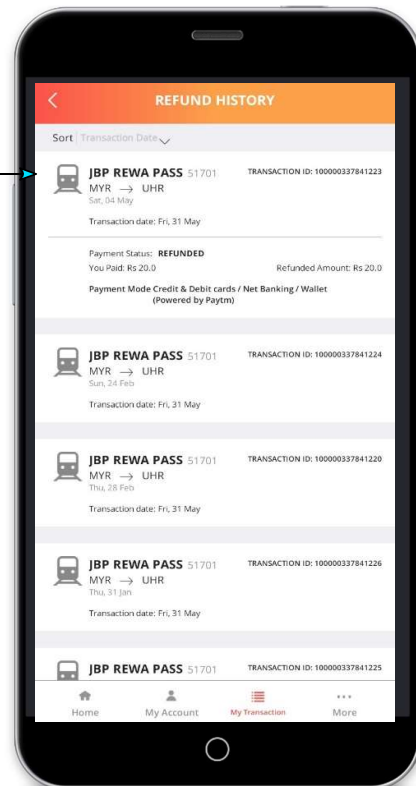 REFUND HISTORY
Sort Transaction Date
JBP REWA PASS 51701 TRANSACTION ID: 100000337841223
MYR → UHR
Sat, 04 May
Transaction date: Fri, 31 May
Payment Status: REFUNDED
You Paid: Rs 20.0 Refunded Amount: Rs 20.0
Payment Mode Credit & Debit cards / Net Banking / Wallet
(Powered by Paytm)
JBP REWA PASS 51701 TRANSACTION ID: 100000337841224
MYR → UHR
Sun, 24 Feb
Transaction date: Fri, 31 May
JBP REWA PASS 51701 TRANSACTION ID: 100000337841220
MYR → UHR
Thu, 28 Feb
Transaction date: Fri, 31 May
JBP REWA PASS 51701 TRANSACTION ID: 100000337841226
MYR → UHR
Thu, 31 Jan
Transaction date: Fri, 31 May
JBP REWA PASS 51701 TRANSACTION ID: 100000337841225
Home My Account My Transaction More